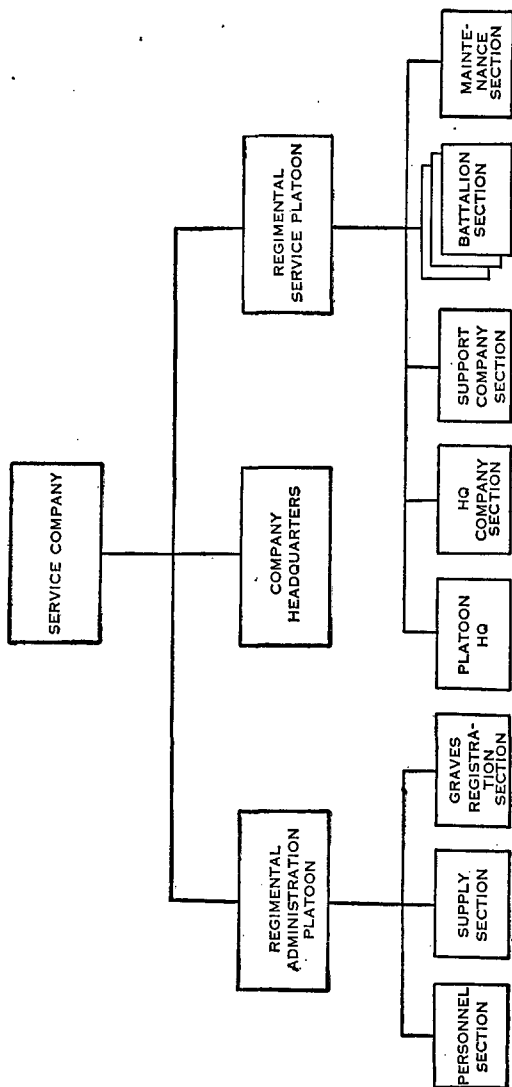 SERVICE COMPANY
REGIMENTAL
ADMINISTRATION
PLATOON
COMPANY
HEADQUARTERS
REGIMENTAL
SERVICE PLATOON
PERSONNEL
SECTION
SUPPLY
SECTION
GRAVES
REGISTRA-
TION
SECTION
PLATOON
HQ
HQ
COMPANY
SECTION
SUPPORT
COMPANY
SECTION
BATTALION
SECTION
MAINTE-
NANCE
SECTION